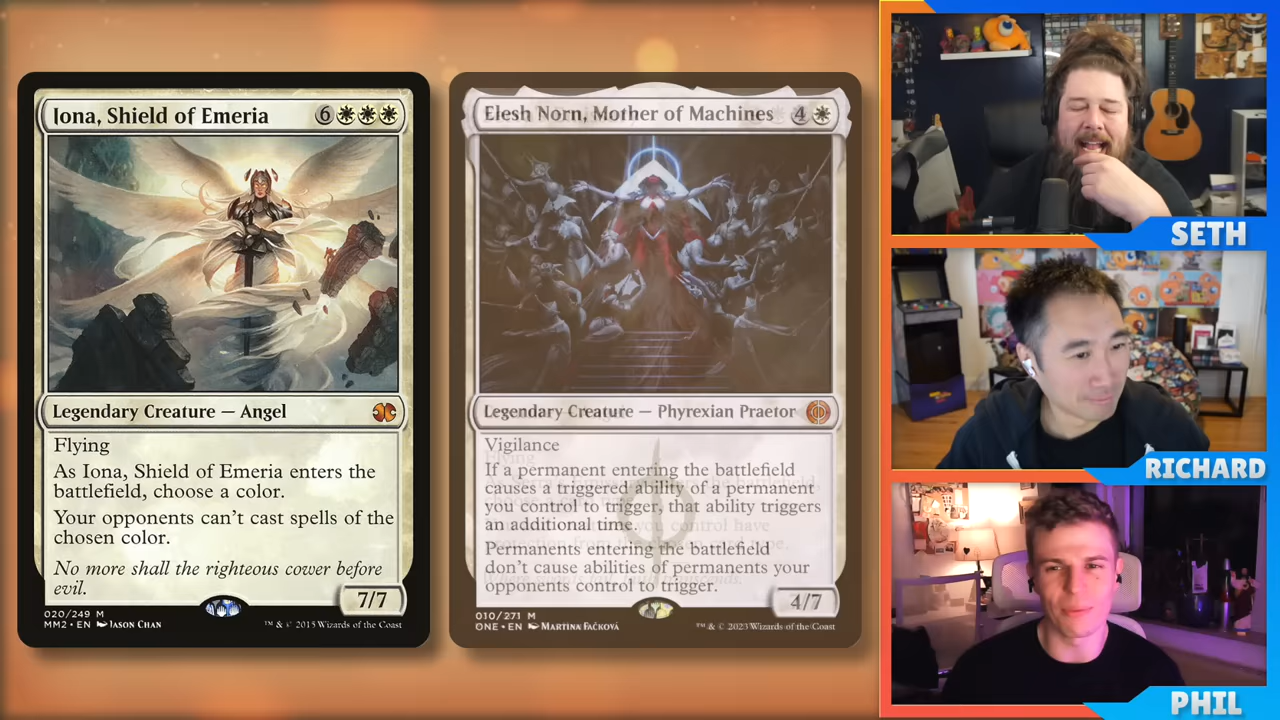 Iona, Shield of Emeria 6
Legendary Creature — Angel
Flying
As Iona, Shield of Emeria enters the
battlefield, choose a color.
Your opponents can't cast spells of the
chosen color.
No more shall the righteous cower before
evil.
7/7
020/249 M
MM2 • EN Jason Chan
™ & © 2015 Wizards of the Coast
Elesh Norn, Mother of Machines 4
Legendary Creature — Phyrexian Praetor
Vigilance
If a permanent entering the battlefield
causes a triggered ability of a permanent
you control to trigger, that ability triggers
an additional time.
Permanents entering the battlefield
don't cause abilities of permanents your
opponents control to trigger.
4/7
010/271 M
ONE • EN Martina Fačková
™ & © 2023 Wizards of the Coast
SETH
RICHARD
PHIL